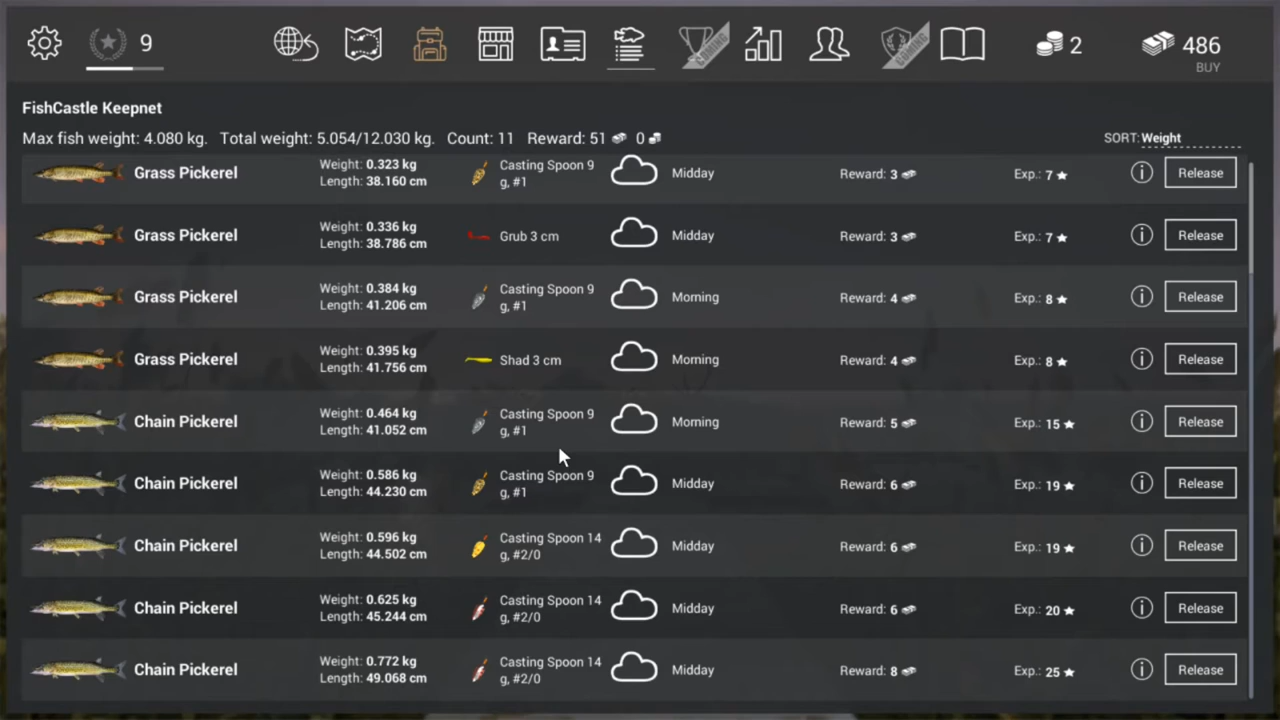 9
COMING
COMING
2
486
BUY
FishCastle Keepnet
Max fish weight: 4.080 kg. Total weight: 5.054/12.030 kg. Count: 11 Reward: 51 0
SORT: Weight
Grass Pickerel
Weight: 0.323 kg
Length: 38.160 cm
Casting Spoon 9
g, #1
Midday
Reward: 3
Exp.: 7
Release
Grass Pickerel
Weight: 0.336 kg
Length: 38.786 cm
Grub 3 cm
Midday
Reward: 3
Exp.: 7
Release
Grass Pickerel
Weight: 0.384 kg
Length: 41.206 cm
Casting Spoon 9
g, #1
Morning
Reward: 4
Exp.: 8
Release
Grass Pickerel
Weight: 0.395 kg
Length: 41.756 cm
Shad 3 cm
Morning
Reward: 4
Exp.: 8
Release
Chain Pickerel
Weight: 0.464 kg
Length: 41.052 cm
Casting Spoon 9
g, #1
Morning
Reward: 5
Exp.: 15
Release
Chain Pickerel
Weight: 0.586 kg
Length: 44.230 cm
Casting Spoon 9
g, #1
Midday
Reward: 6
Exp.: 19
Release
Chain Pickerel
Weight: 0.596 kg
Length: 44.502 cm
Casting Spoon 14
g, #2/0
Midday
Reward: 6
Exp.: 19
Release
Chain Pickerel
Weight: 0.625 kg
Length: 45.244 cm
Casting Spoon 14
g, #2/0
Midday
Reward: 6
Exp.: 20
Release
Chain Pickerel
Weight: 0.772 kg
Length: 49.068 cm
Casting Spoon 14
g, #2/0
Midday
Reward: 8
Exp.: 25
Release